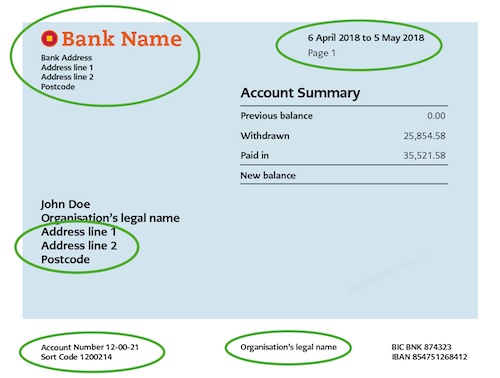 Bank Name
Bank Address
Address line 1
Address line 2
Postcode
6 April 2018 to 5 May 2018
Page 1
Account Summary
Previous balance 0.00
Withdrawn 25,854.58
Paid in 35,521.58
New balance
John Doe
Organisation's legal name
Address line 1
Address line 2
Postcode
Account Number 12-00-21
Sort Code 1200214
Organisation's legal name
BIC BNK 874323
IBAN 854751268412